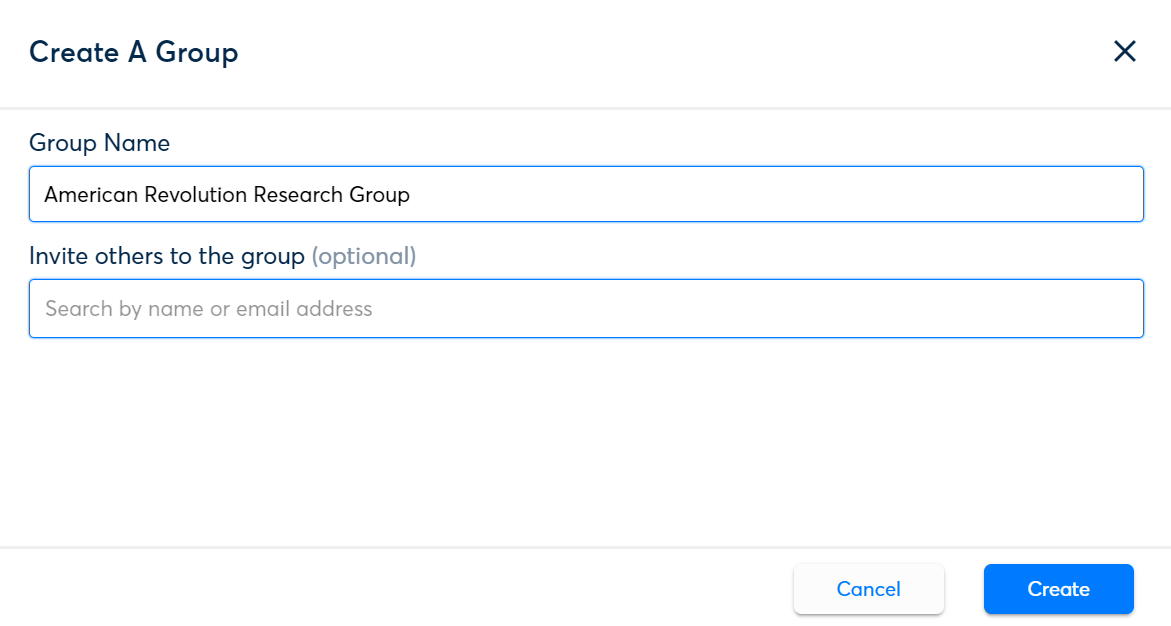 Create A Group
Group Name
American Revolution Research Group
Invite others to the group (optional)
Search by name or email address
Cancel
Create